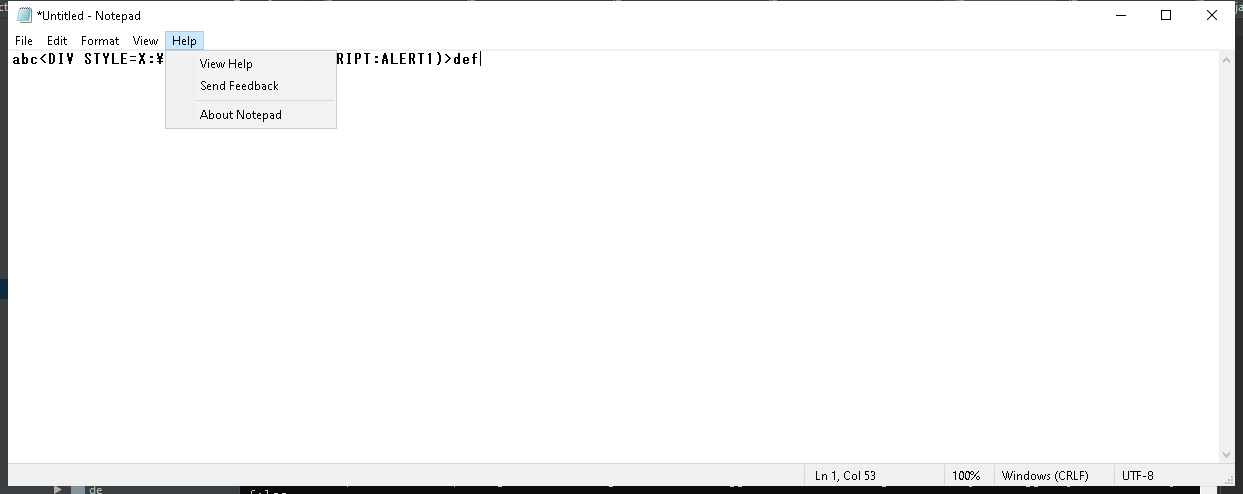 *Untitled - Notepad
File Edit Format View Help
abc<DIV STYLE=X:¥ RIPT:ALERT1)>def
View Help
Send Feedback
About Notepad
Ln 1, Col 53 100% Windows (CRLF) UTF-8
de